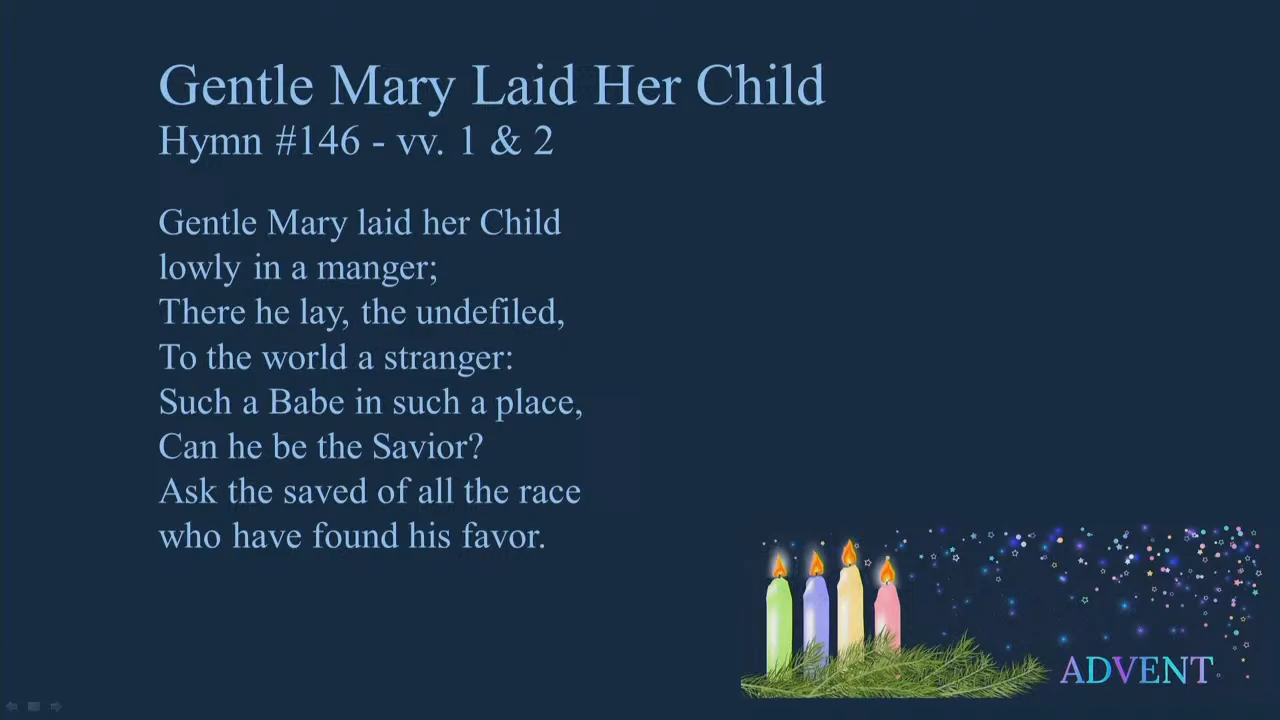 Gentle Mary Laid Her Child
Hymn #146 - vv. 1 & 2
Gentle Mary laid her Child
lowly in a manger;
There he lay, the undefiled,
To the world a stranger:
Such a Babe in such a place,
Can he be the Savior?
Ask the saved of all the race
who have found his favor.
ADVENT